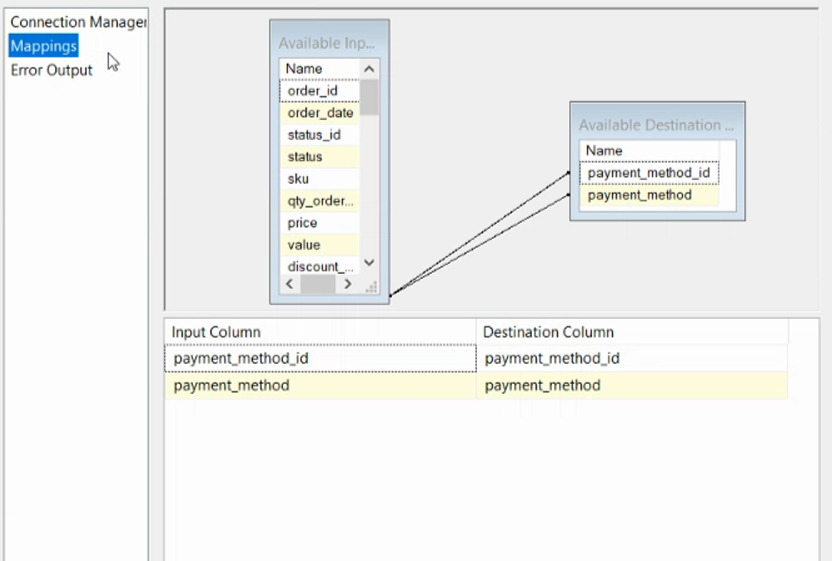 Connection Manager
Mappings
Error Output
Available Inp...
Name
order_id
order_date
status_id
status
sku
qty_order...
price
value
discount_...
Available Destination ...
Name
payment_method_id
payment_method
Input Column Destination Column
payment_method_id payment_method_id
payment_method payment_method